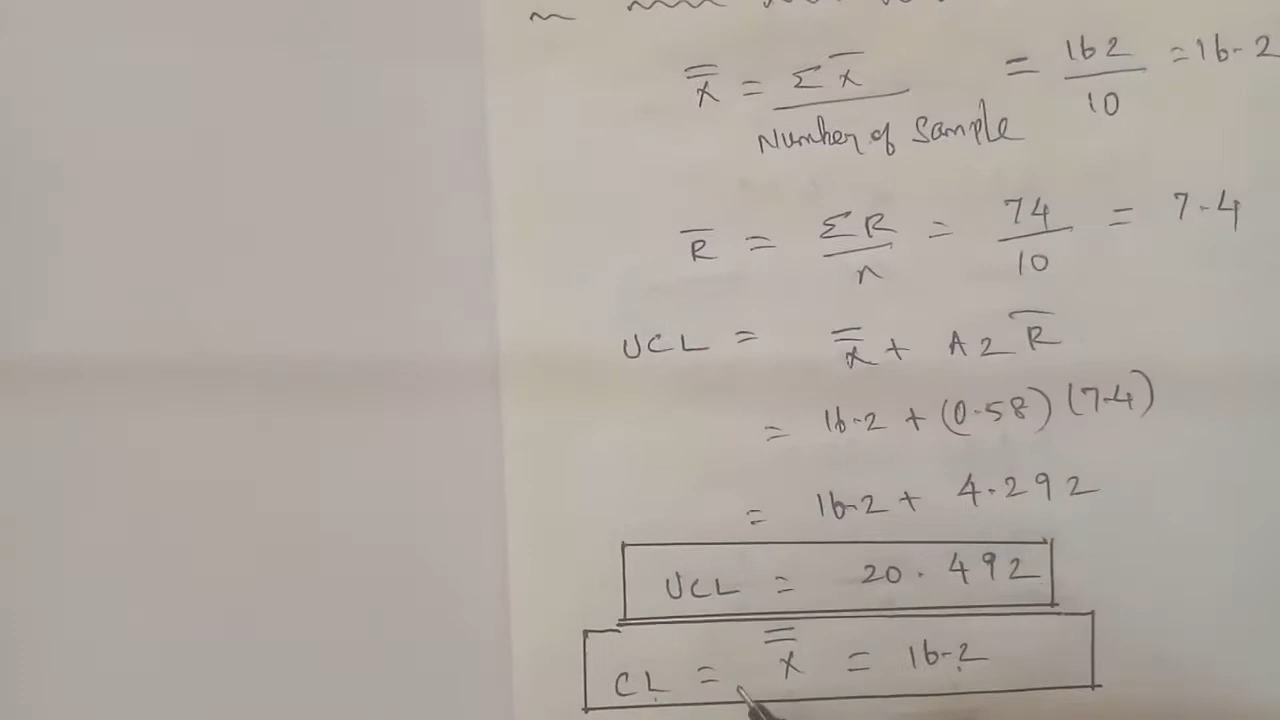 x̿ = Σx̄ / Number of Sample = 162 / 10 = 16.2
R̄ = ΣR / n = 74 / 10 = 7.4
UCL = x̿ + A2 R̄
= 16.2 + (0.58) (7.4)
= 16.2 + 4.292
UCL = 20.492
CL = x̿ = 16.2